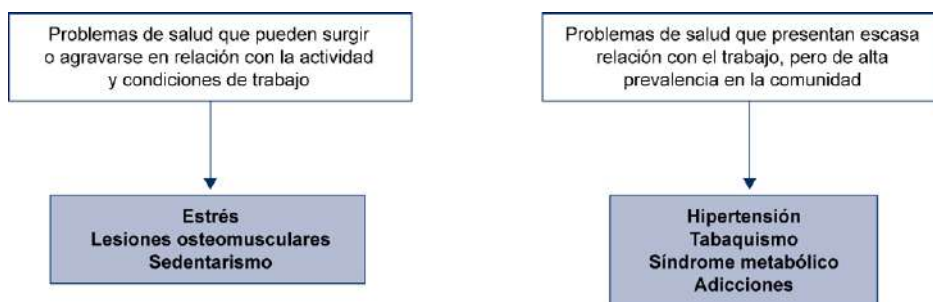 Problemas de salud que pueden surgir
o agravarse en relación con la actividad
y condiciones de trabajo
Estrés
Lesiones osteomusculares
Sedentarismo
Problemas de salud que presentan escasa
relación con el trabajo, pero de alta
prevalencia en la comunidad
Hipertensión
Tabaquismo
Síndrome metabólico
Adicciones